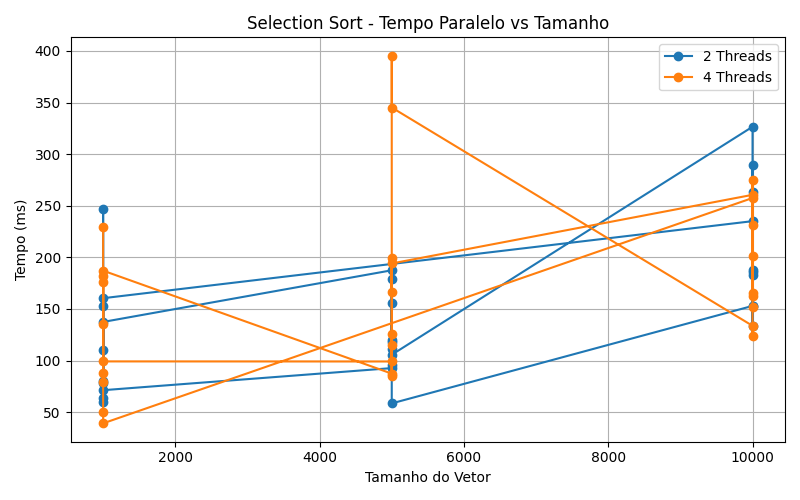 Selection Sort - Tempo Paralelo vs Tamanho
2 Threads
4 Threads
Tempo (ms)
400
350
300
250
200
150
100
50
2000 4000 6000 8000 10000
Tamanho do Vetor